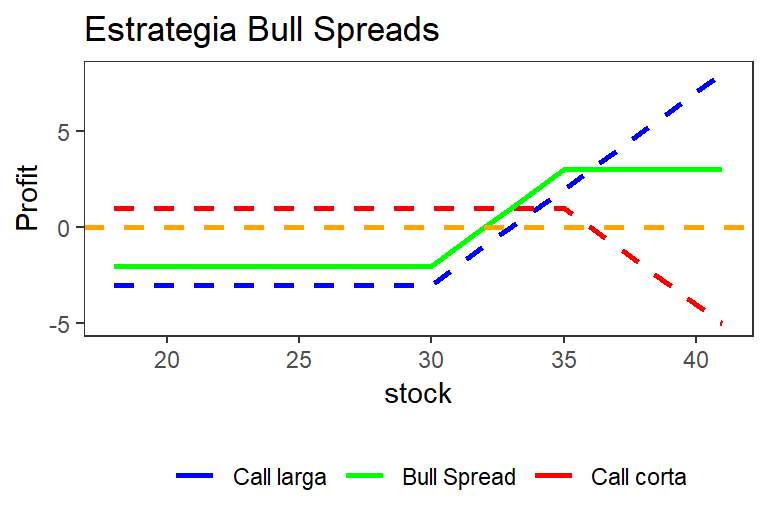 Estrategia Bull Spreads
Profit
5
0
-5
20 25 30 35 40
stock
Call larga Bull Spread Call corta